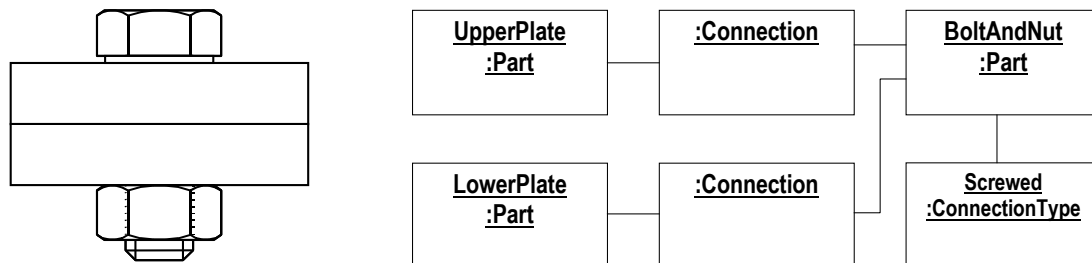 UpperPlate
:Part
:Connection
BoltAndNut
:Part
LowerPlate
:Part
:Connection
Screwed
:ConnectionType